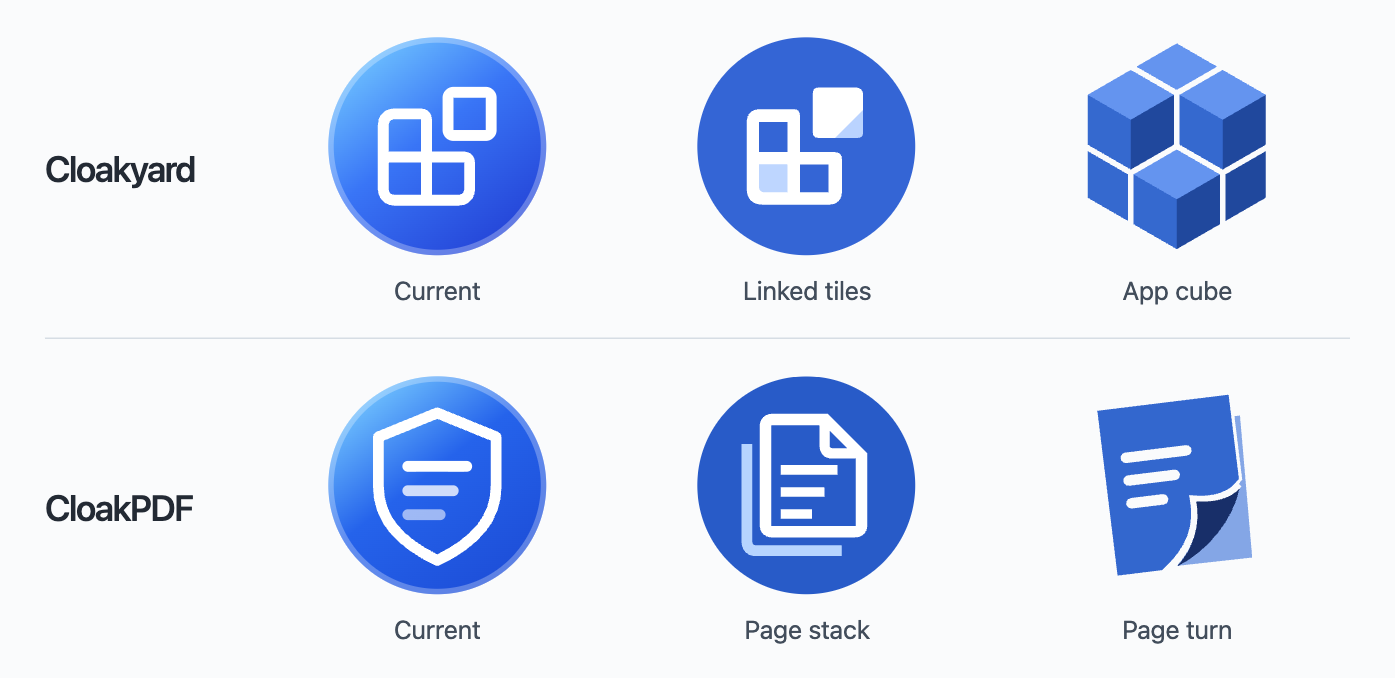 Cloakyard
Current
Linked tiles
App cube
CloakPDF
Current
Page stack
Page turn